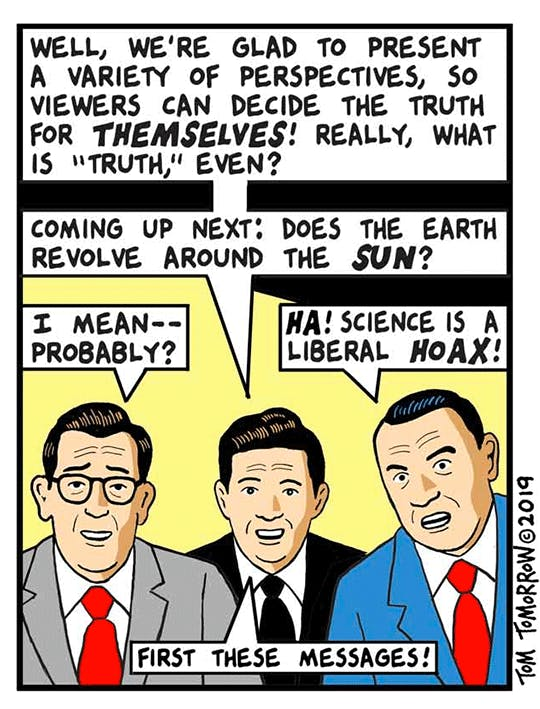 WELL, WE'RE GLAD TO PRESENT
A VARIETY OF PERSPECTIVES, SO
VIEWERS CAN DECIDE THE TRUTH
FOR THEMSELVES! REALLY, WHAT
IS "TRUTH," EVEN?
COMING UP NEXT: DOES THE EARTH
REVOLVE AROUND THE SUN?
I MEAN--
PROBABLY?
HA! SCIENCE IS A
LIBERAL HOAX!
FIRST THESE MESSAGES!
TOM TOMORROW©2019